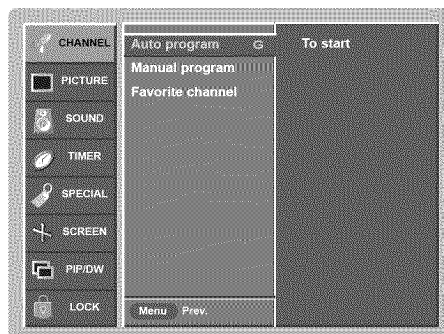 CHANNEL
PICTURE
SOUND
TIMER
SPECIAL
SCREEN
PIP/DW
LOCK
Auto program G
Manual program
Favorite channel
Menu Prev.
To start